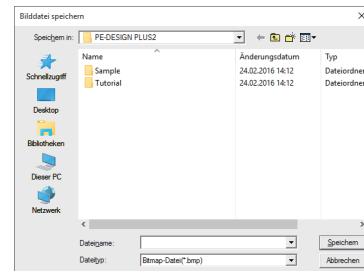 Bilddatei speichern
Speichern in: PE-DESIGN PLUS2
Name Änderungsdatum Typ
Sample 24.02.2016 14:12 Dateiordner
Tutorial 24.02.2016 14:12 Dateiordner
Schnellzugriff
Desktop
Bibliotheken
Dieser PC
Netzwerk
Dateiname: Speichern
Dateityp: Bitmap-Datei(*.bmp) Abbrechen